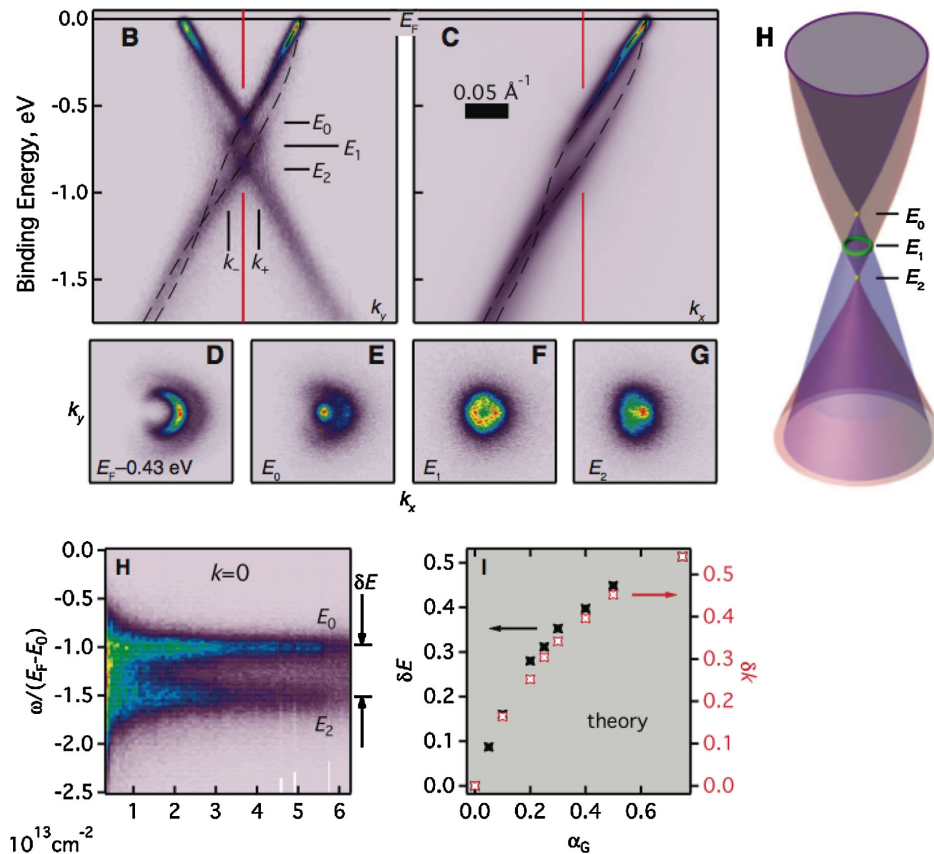 B
E_F
C
H
0.0
-0.5
-1.0
-1.5
Binding Energy, eV
E_0
E_1
E_2
k_-
k_+
k_y
0.05 Å^-1
k_x
E_0
E_1
E_2
D
E
F
G
k_y
E_F−0.43 eV
E_0
E_1
E_2
k_x
H
k=0
δE
E_0
E_2
0.0
-0.5
-1.0
-1.5
-2.0
-2.5
ω/(E_F-E_0)
1 2 3 4 5 6
10^13 cm^-2
I
0.5
0.4
0.3
0.2
0.1
0.0
δE
theory
0.5
0.4
0.3
0.2
0.1
0.0
δk
0.0 0.2 0.4 0.6
α_G